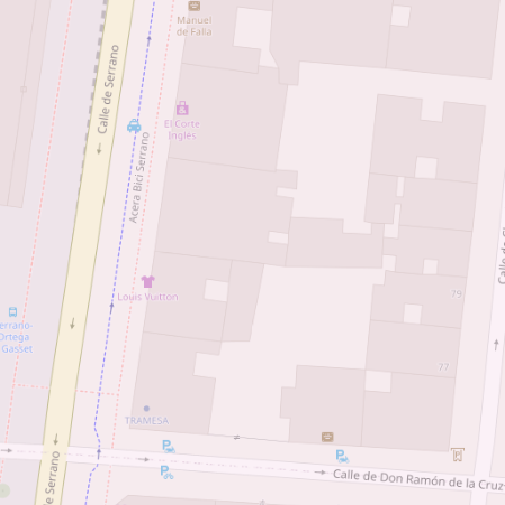 Manuel
de Falla
Calle de Serrano
El Corte
Inglés
Acera Bici Serrano
Louis Vuitton
Serrano-
Ortega
Gasset
79
77
TRAMESA
Calle de Don Ramón de la Cruz
e Serrano
Calle de